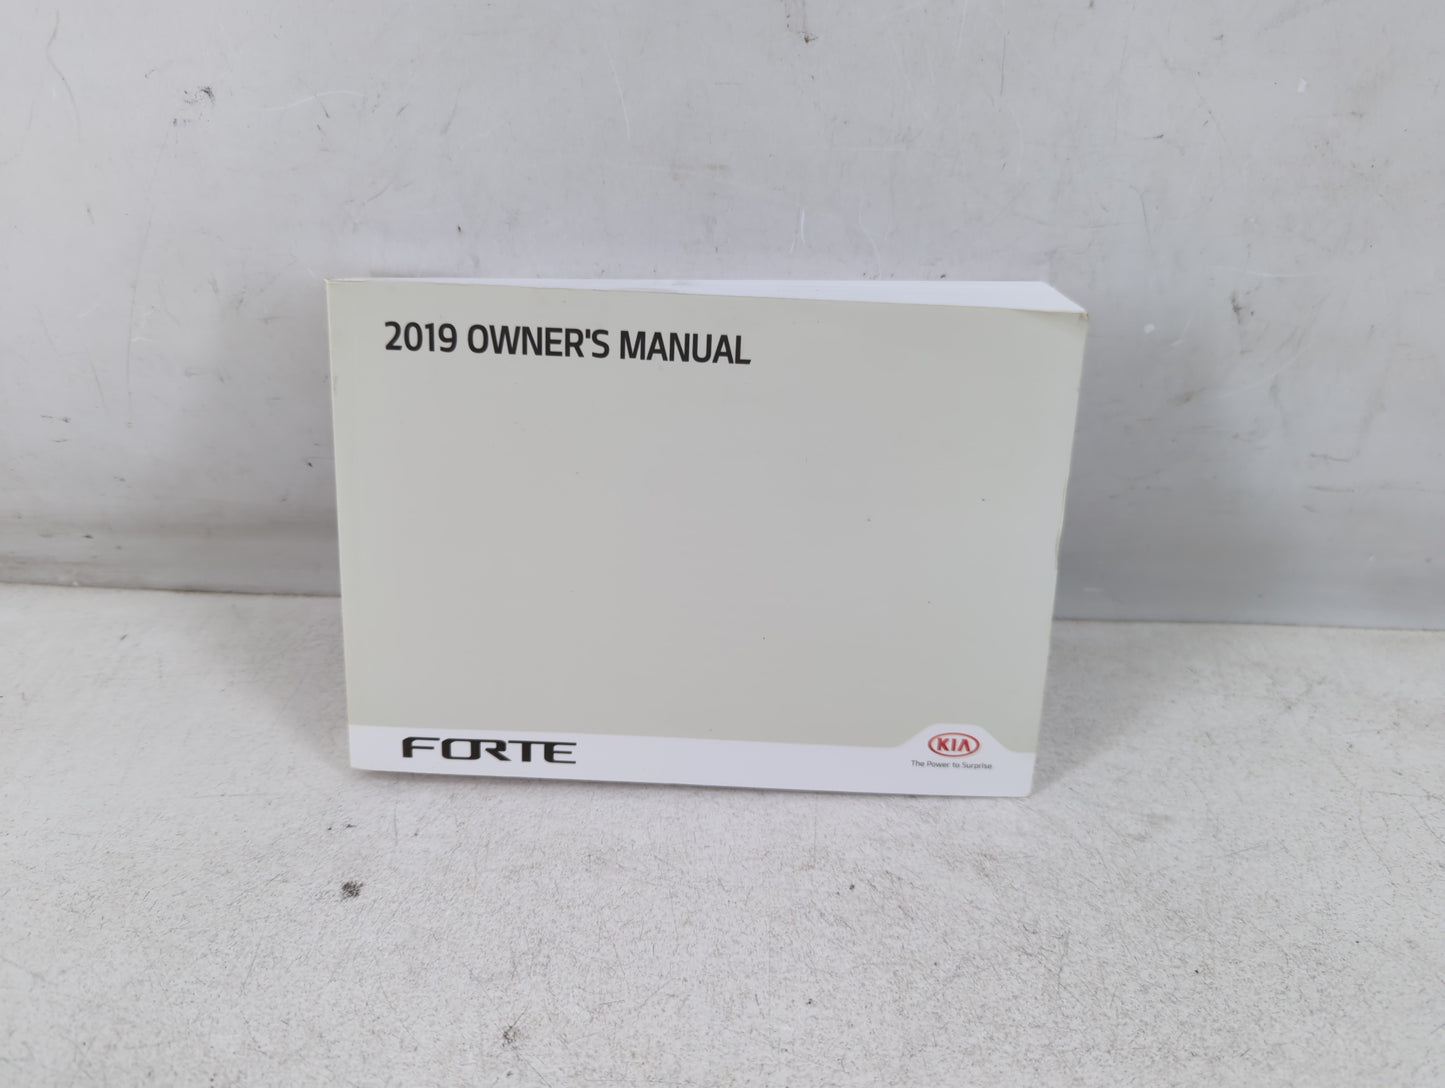 2019 OWNER'S MANUAL
FORTE
KIA
The Power to Surprise